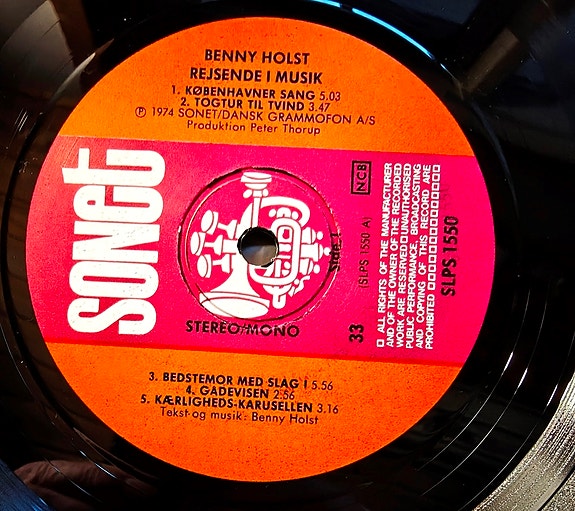 BENNY HOLST
REJSENDE I MUSIK
1. KØBENHAVNER SANG 5.03
2. TOGTUR TIL TVIND 3.47
Ⓟ 1974 SONET/DANSK GRAMMOFON A/S
Produktion Peter Thorup
SONET
NCB
Side 1
(SLPS 1550 A)
STEREO/MONO
33
□ ALL RIGHTS OF THE MANUFACTURER
AND OF THE OWNER OF THE RECORDED
WORK ARE RESERVED □ UNAUTHORISED
PUBLIC PERFORMANCE, BROADCASTING
AND COPYING OF THIS RECORD ARE
PROHIBITED □□□□□□□□□□□
SLPS 1550
3. BEDSTEMOR MED SLAG I 5.56
4. GADEVISEN 2:56
5. KÆRLIGHEDS-KARUSELLEN 3.16
Tekst og musik: Benny Holst